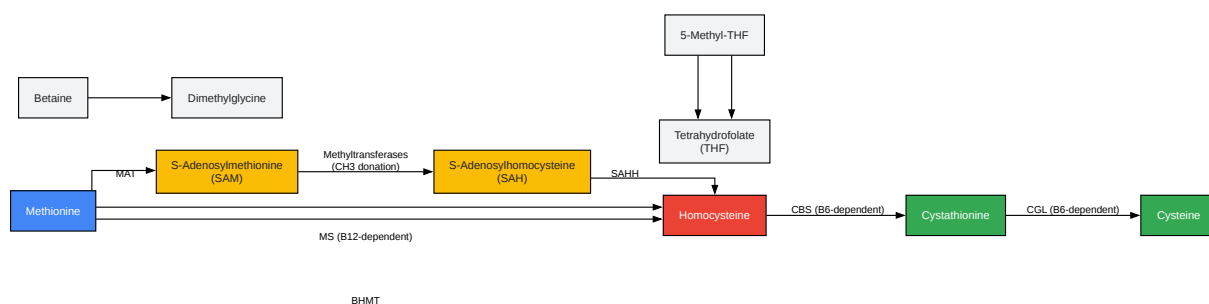 5-Methyl-THF
Betaine
Dimethylglycine
Tetrahydrofolate
(THF)
Methyltransferases
(CH3 donation)
S-Adenosylmethionine
(SAM)
S-Adenosylhomocysteine
(SAH)
MAT
SAHH
Methionine
Homocysteine
CBS (B6-dependent)
Cystathionine
CGL (B6-dependent)
Cysteine
MS (B12-dependent)
BHMT